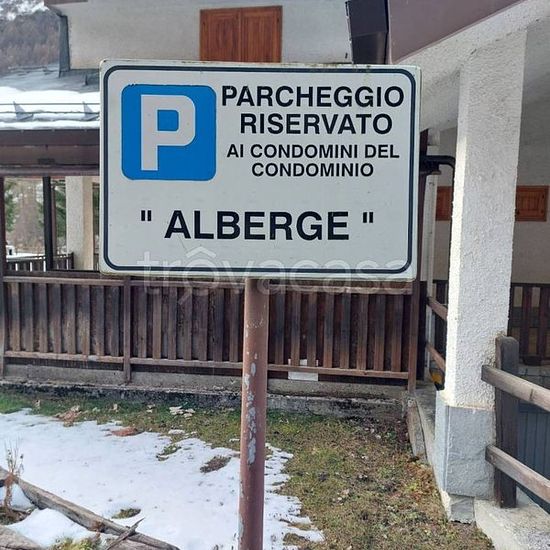 P PARCHEGGIO
RISERVATO
AI CONDOMINI DEL
CONDOMINIO
" ALBERGE "
trovacasa